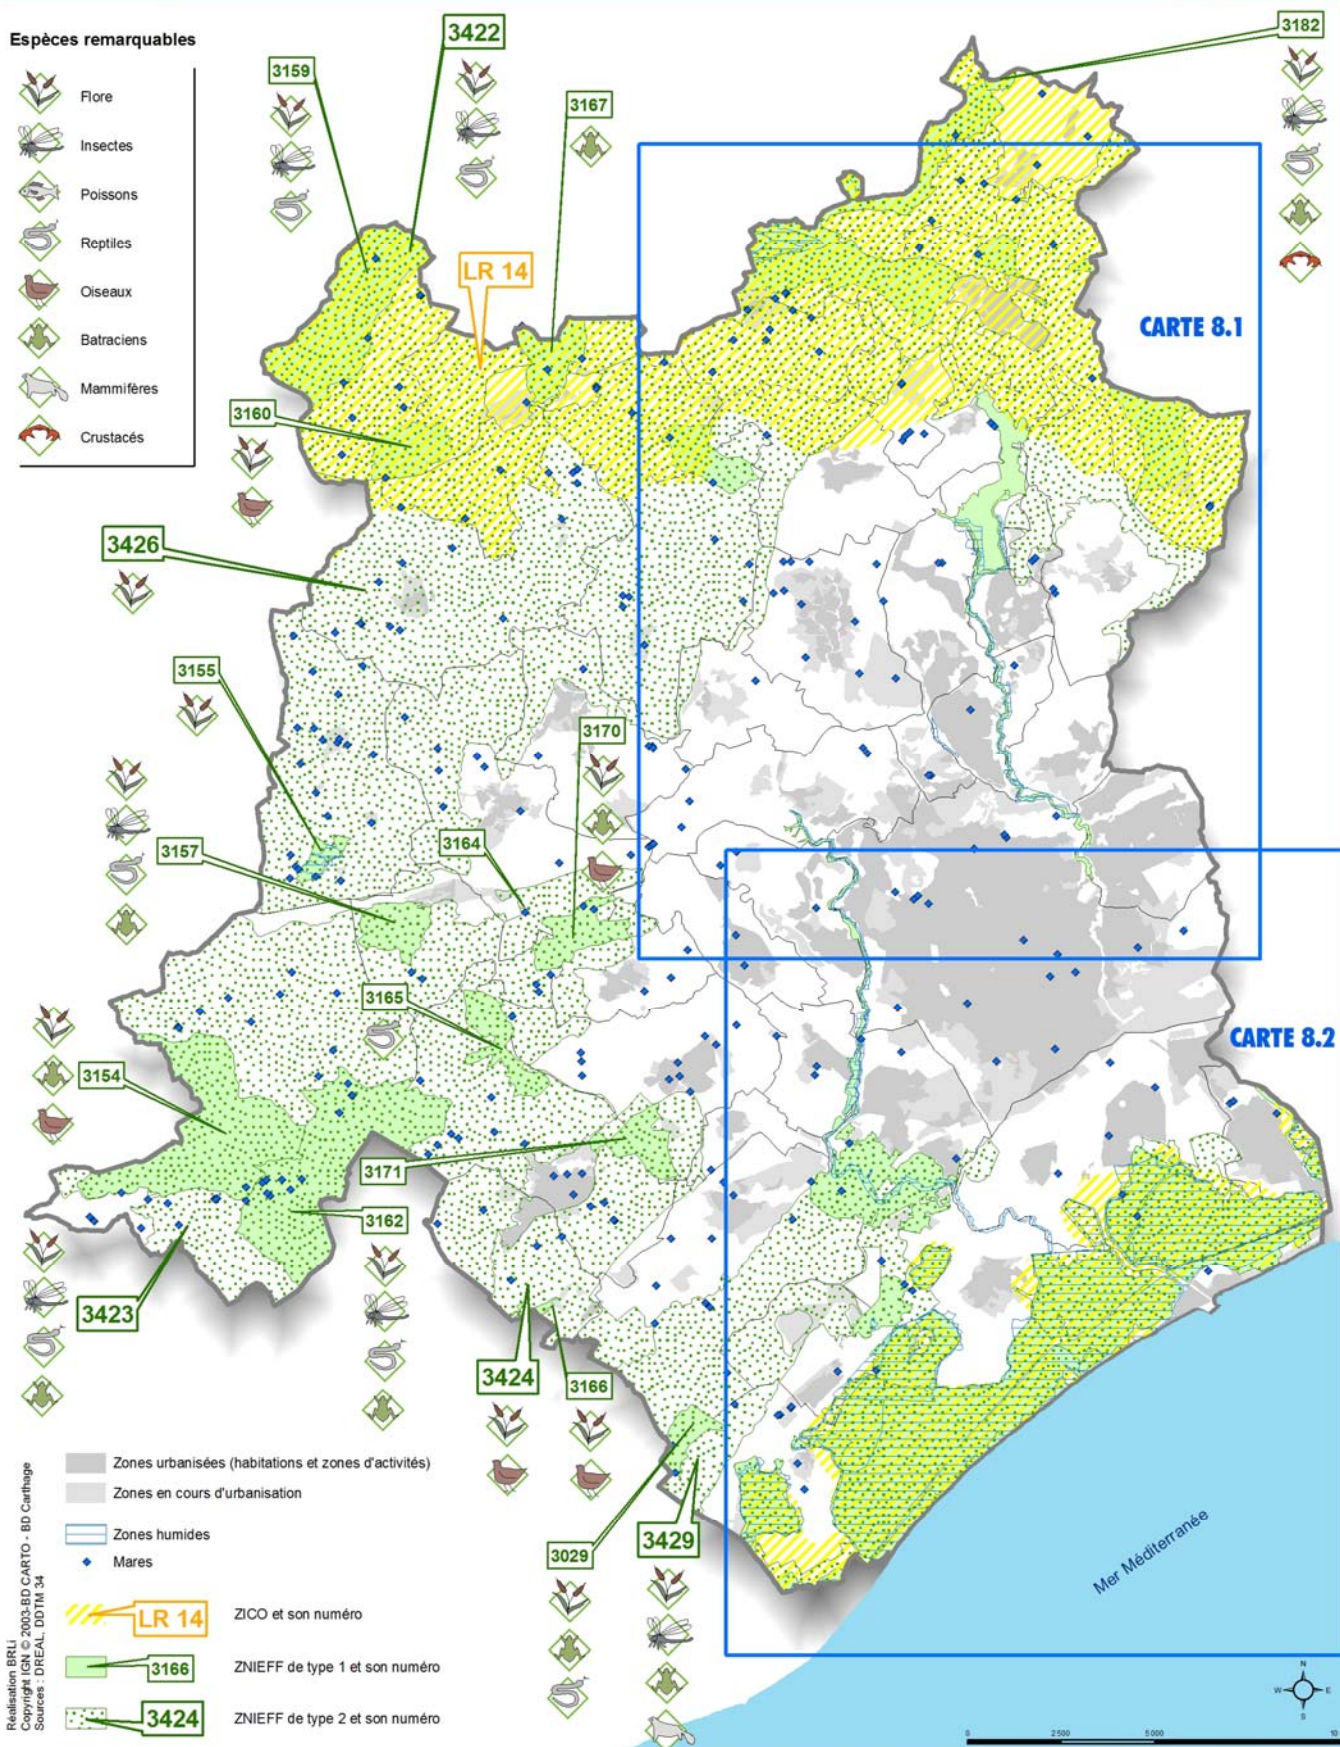 Espèces remarquables
Flore
Insectes
Poissons
Reptiles
Oiseaux
Batraciens
Mammifères
Crustacés
3422
3159
3167
3182
LR 14
CARTE 8.1
3160
3426
3155
3170
3157
3164
3165
3154
CARTE 8.2
3171
3162
3423
3424
3166
3029
3429
Mer Méditerranée
Zones urbanisées (habitations et zones d'activités)
Zones en cours d'urbanisation
Zones humides
Mares
LR 14
ZICO et son numéro
3166
ZNIEFF de type 1 et son numéro
3424
ZNIEFF de type 2 et son numéro
Réalisation BRLi
Copyright IGN © 2003-BD CARTO - BD Carthage
Sources : DREAL, DDTM 34
N
W
E
S
0
2 500
5 000
10